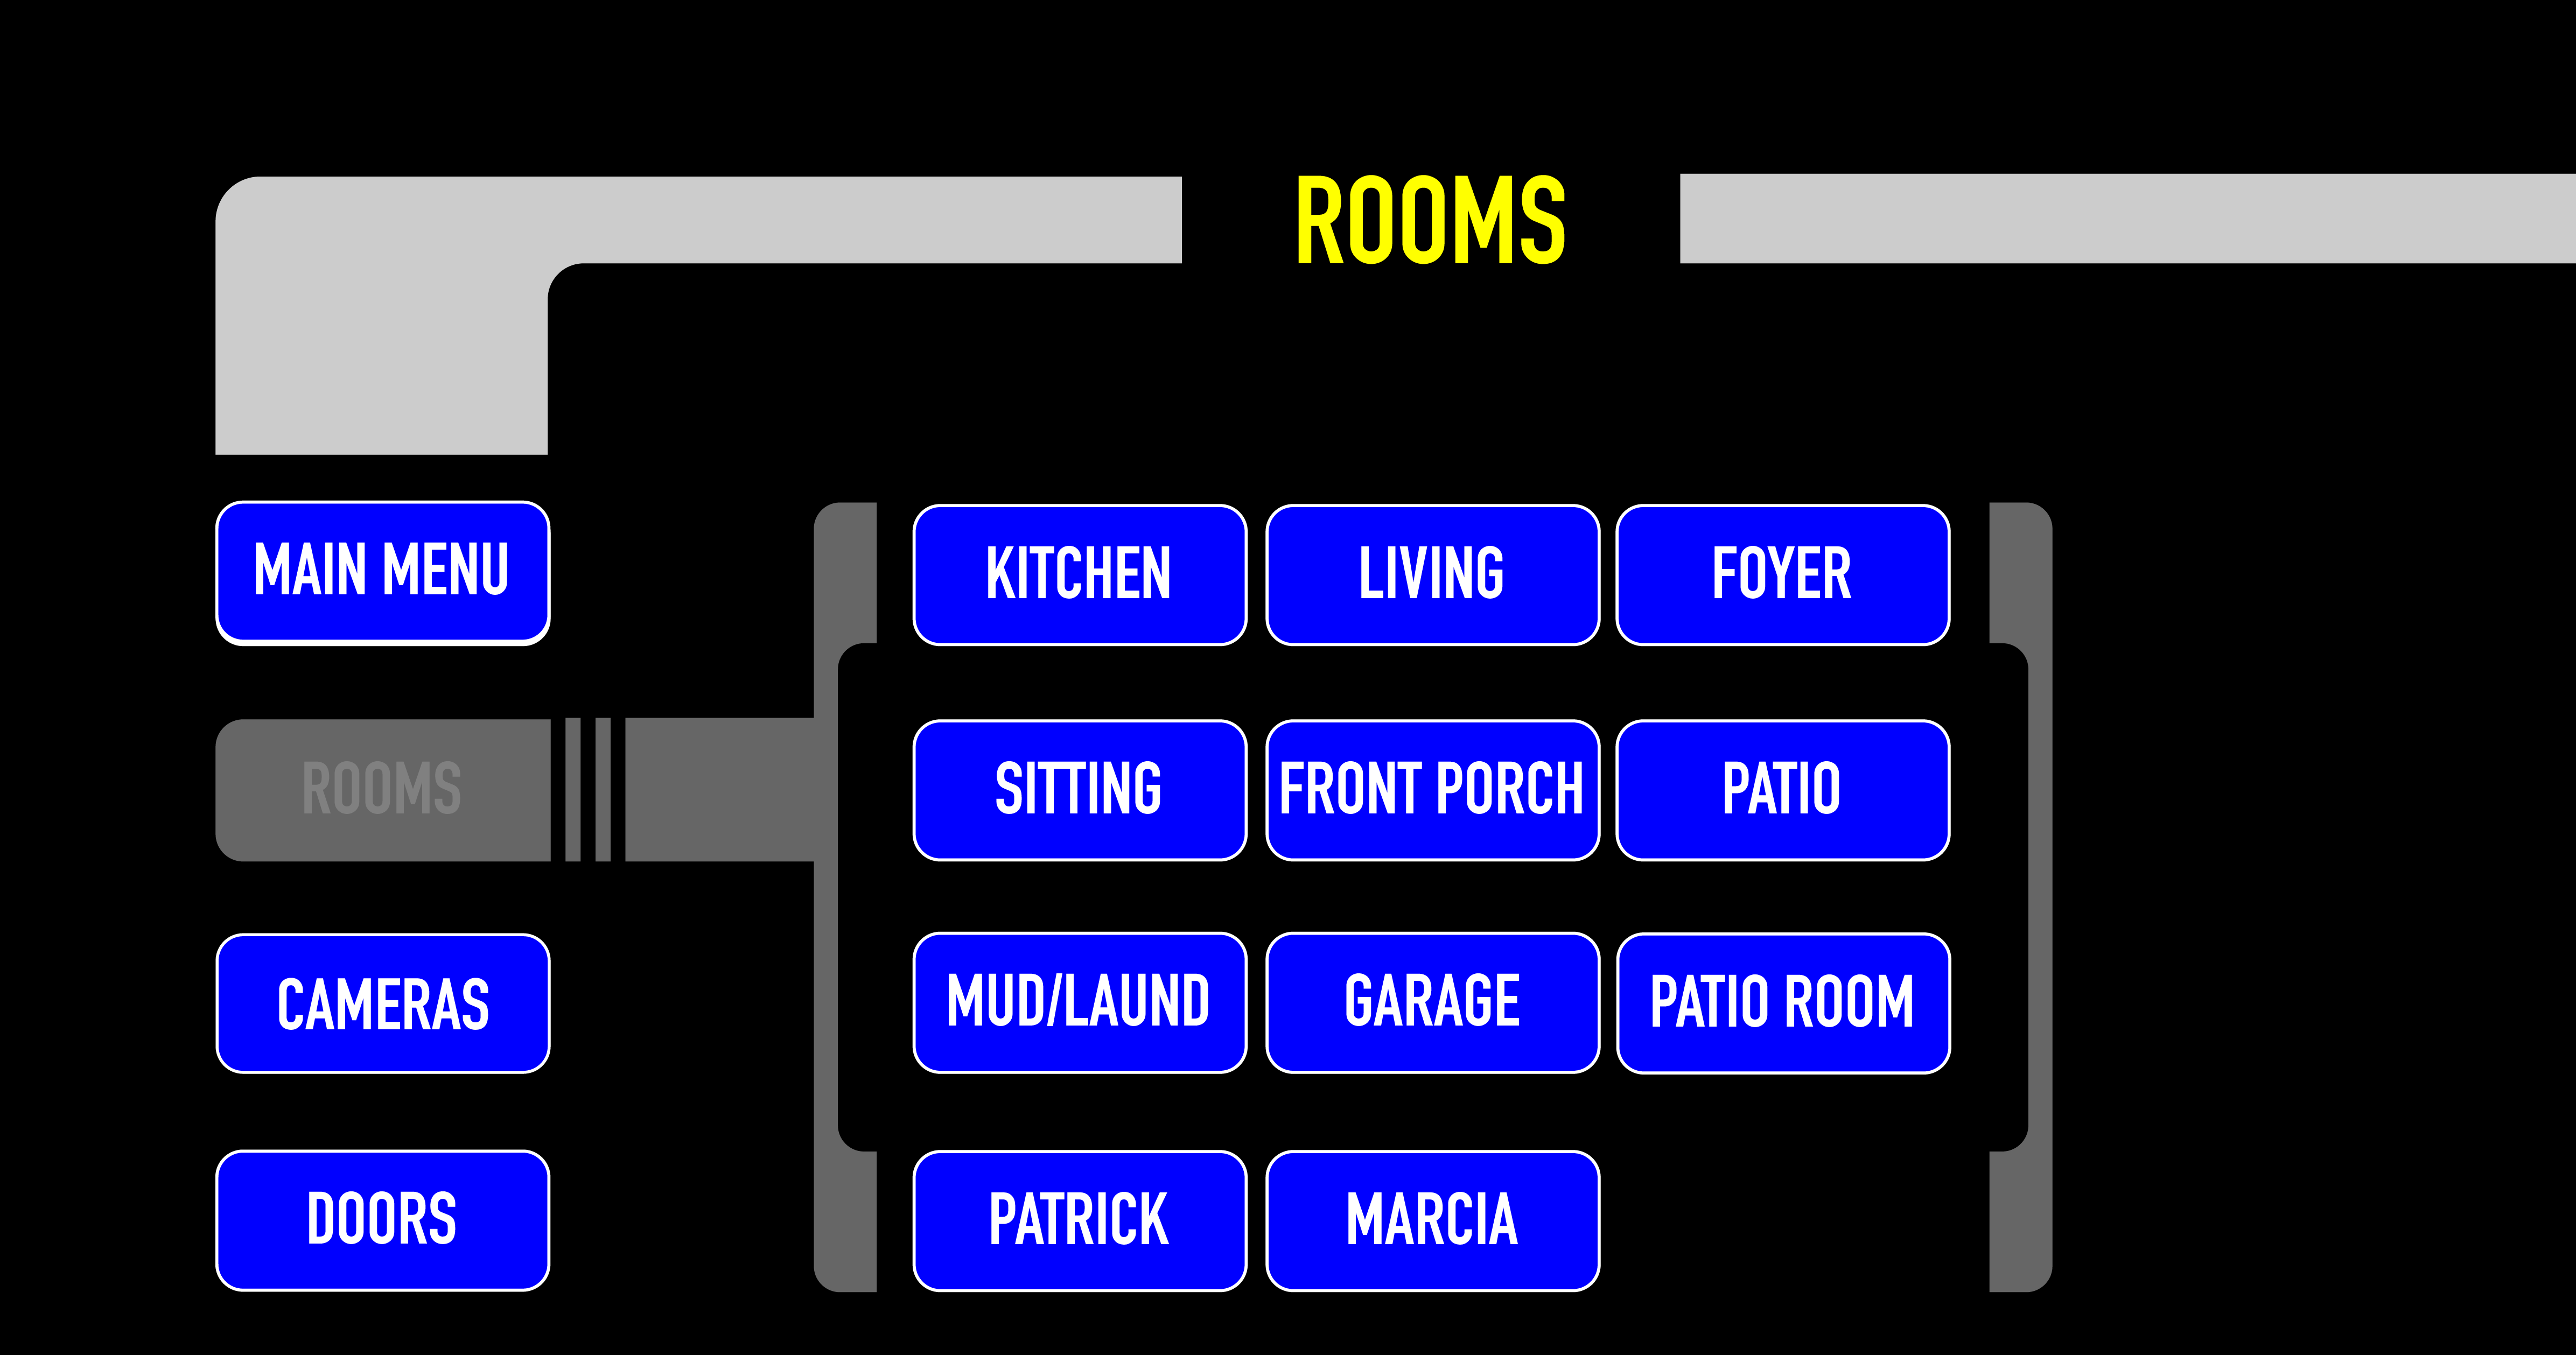 ROOMS
MAIN MENU
KITCHEN
LIVING
FOYER
ROOMS
SITTING
FRONT PORCH
PATIO
CAMERAS
MUD/LAUND
GARAGE
PATIO ROOM
DOORS
PATRICK
MARCIA